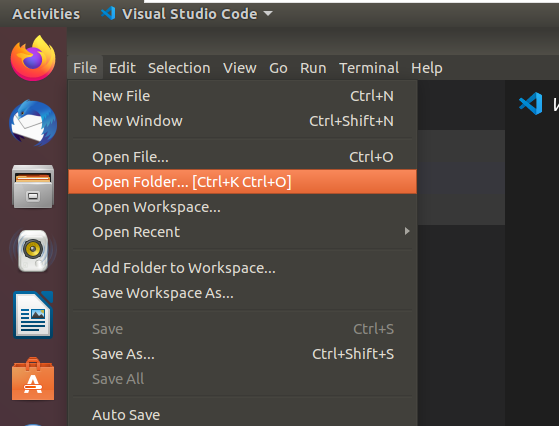 Activities Visual Studio Code
File Edit Selection View Go Run Terminal Help
New File Ctrl+N
New Window Ctrl+Shift+N
Open File... Ctrl+O
Open Folder... [Ctrl+K Ctrl+O]
Open Workspace...
Open Recent
Add Folder to Workspace...
Save Workspace As...
Save Ctrl+S
Save As... Ctrl+Shift+S
Save All
Auto Save